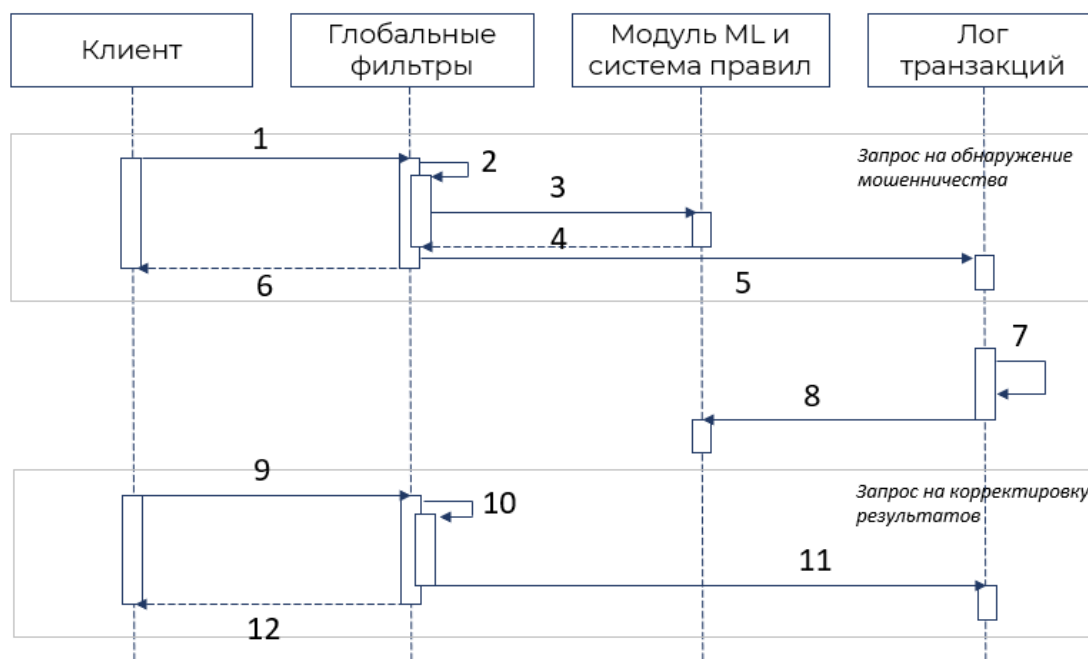 Клиент
Глобальные
фильтры
Модуль ML и
система правил
Лог
транзакций
1
2
Запрос на обнаружение
мошенничества
3
4
5
6
7
8
9
10
Запрос на корректировку
результатов
11
12